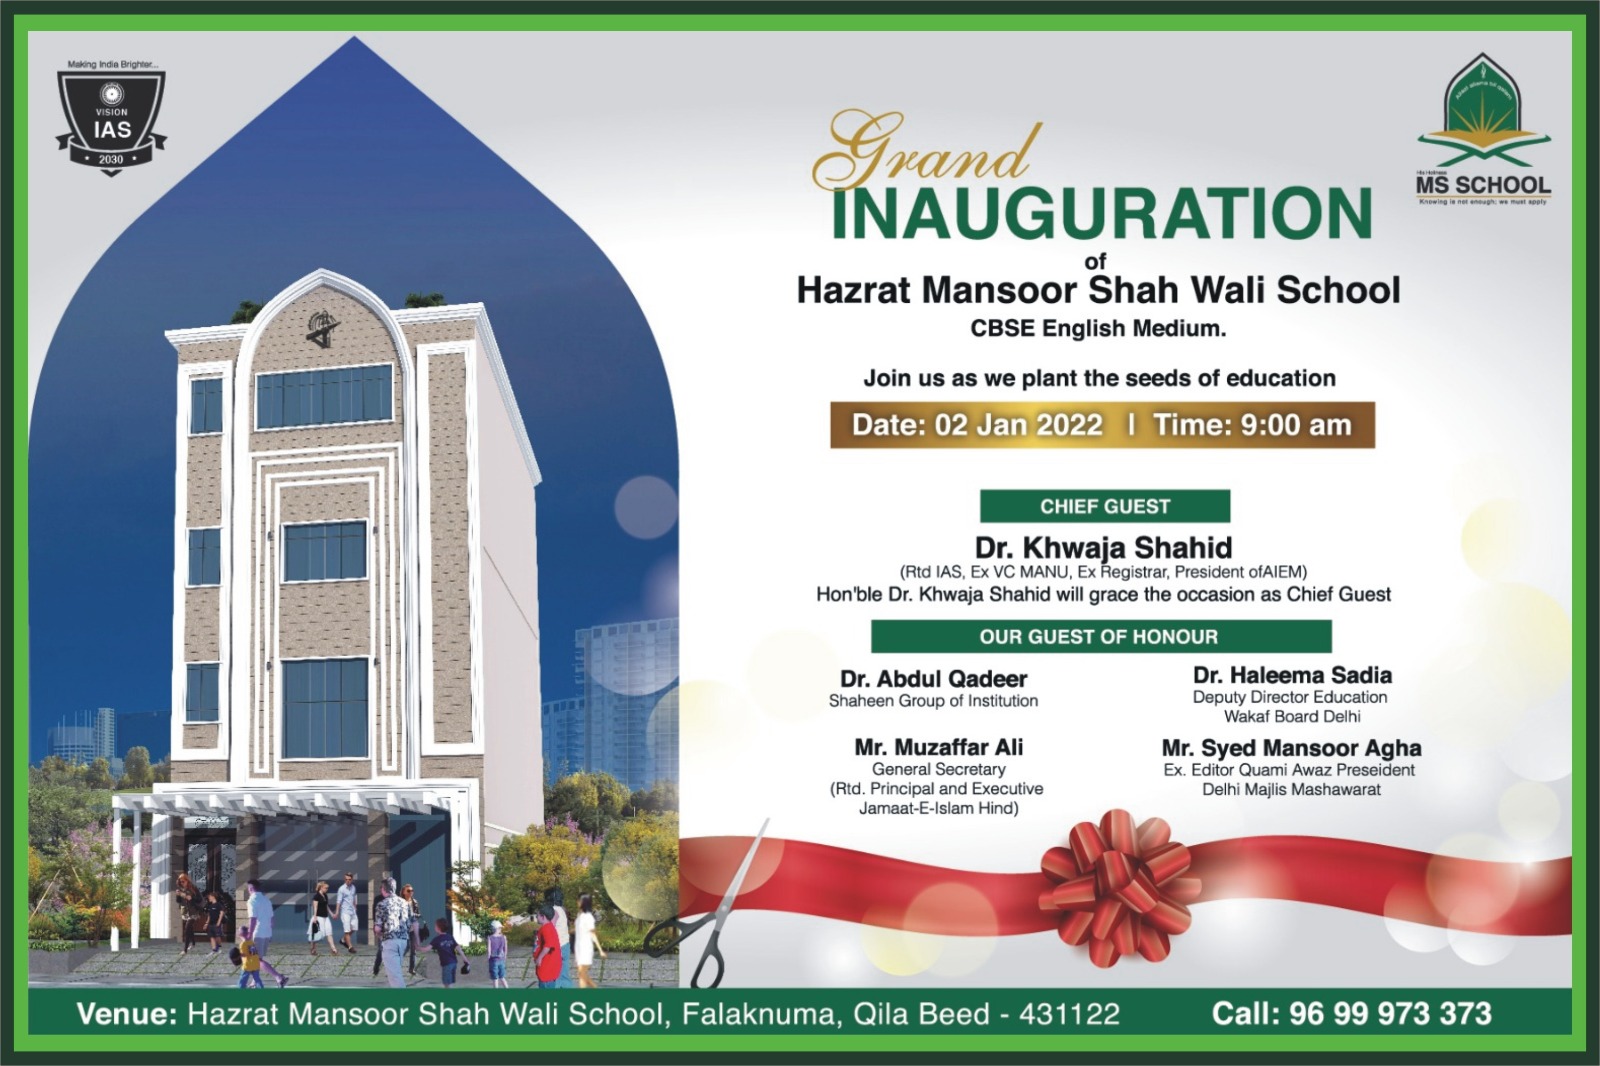 Making India Brighter...
VISION
IAS
2030
MS SCHOOL
Knowing is not enough; we must apply
Grand
INAUGURATION
of
Hazrat Mansoor Shah Wali School
CBSE English Medium.
Join us as we plant the seeds of education
Date: 02 Jan 2022 | Time: 9:00 am
CHIEF GUEST
Dr. Khwaja Shahid
(Rtd IAS, Ex VC MANU, Ex Registrar, President ofAIEM)
Hon'ble Dr. Khwaja Shahid will grace the occasion as Chief Guest
OUR GUEST OF HONOUR
Dr. Abdul Qadeer
Shaheen Group of Institution
Dr. Haleema Sadia
Deputy Director Education
Wakaf Board Delhi
Mr. Muzaffar Ali
General Secretary
(Rtd. Principal and Executive
Jamaat-E-Islam Hind)
Mr. Syed Mansoor Agha
Ex. Editor Quami Awaz Preseident
Delhi Majlis Mashawarat
Venue: Hazrat Mansoor Shah Wali School, Falaknuma, Qila Beed - 431122
Call: 96 99 973 373